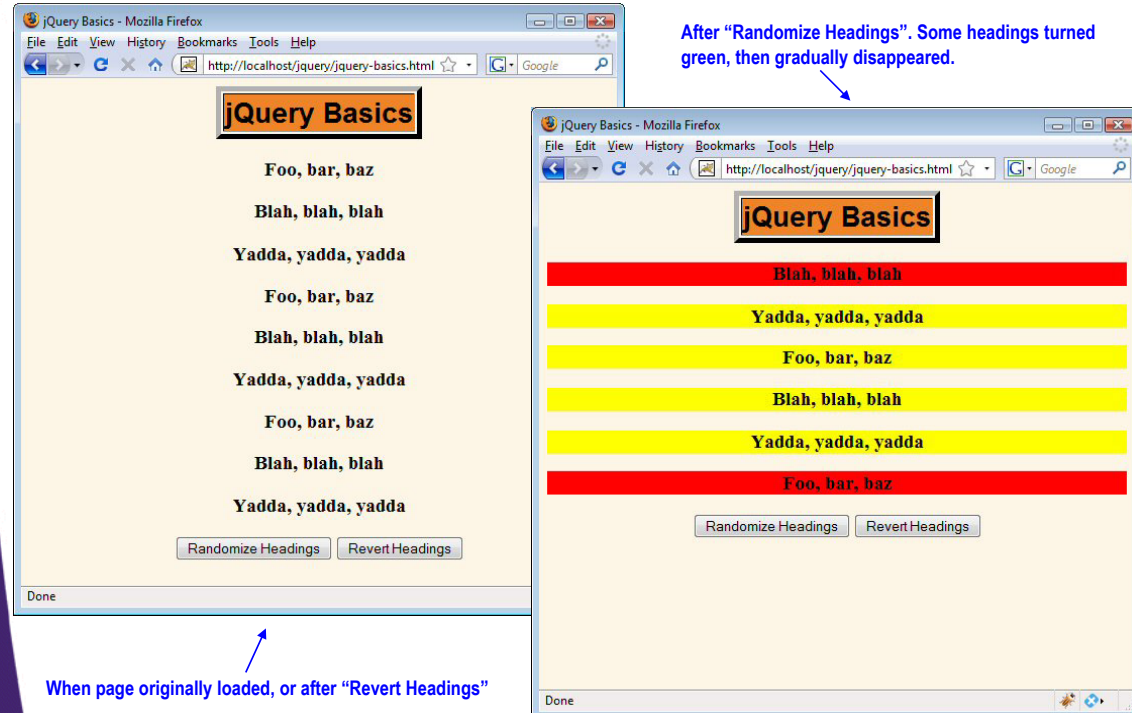 jQuery Basics - Mozilla Firefox
File Edit View History Bookmarks Tools Help
http://localhost/jquery/jquery-basics.html
G Google
jQuery Basics
Foo, bar, baz
Blah, blah, blah
Yadda, yadda, yadda
Foo, bar, baz
Blah, blah, blah
Yadda, yadda, yadda
Foo, bar, baz
Blah, blah, blah
Yadda, yadda, yadda
Randomize Headings Revert Headings
Done
When page originally loaded, or after “Revert Headings”
After “Randomize Headings”. Some headings turned
green, then gradually disappeared.
jQuery Basics - Mozilla Firefox
File Edit View History Bookmarks Tools Help
http://localhost/jquery/jquery-basics.html
G Google
jQuery Basics
Blah, blah, blah
Yadda, yadda, yadda
Foo, bar, baz
Blah, blah, blah
Yadda, yadda, yadda
Foo, bar, baz
Randomize Headings Revert Headings
Done